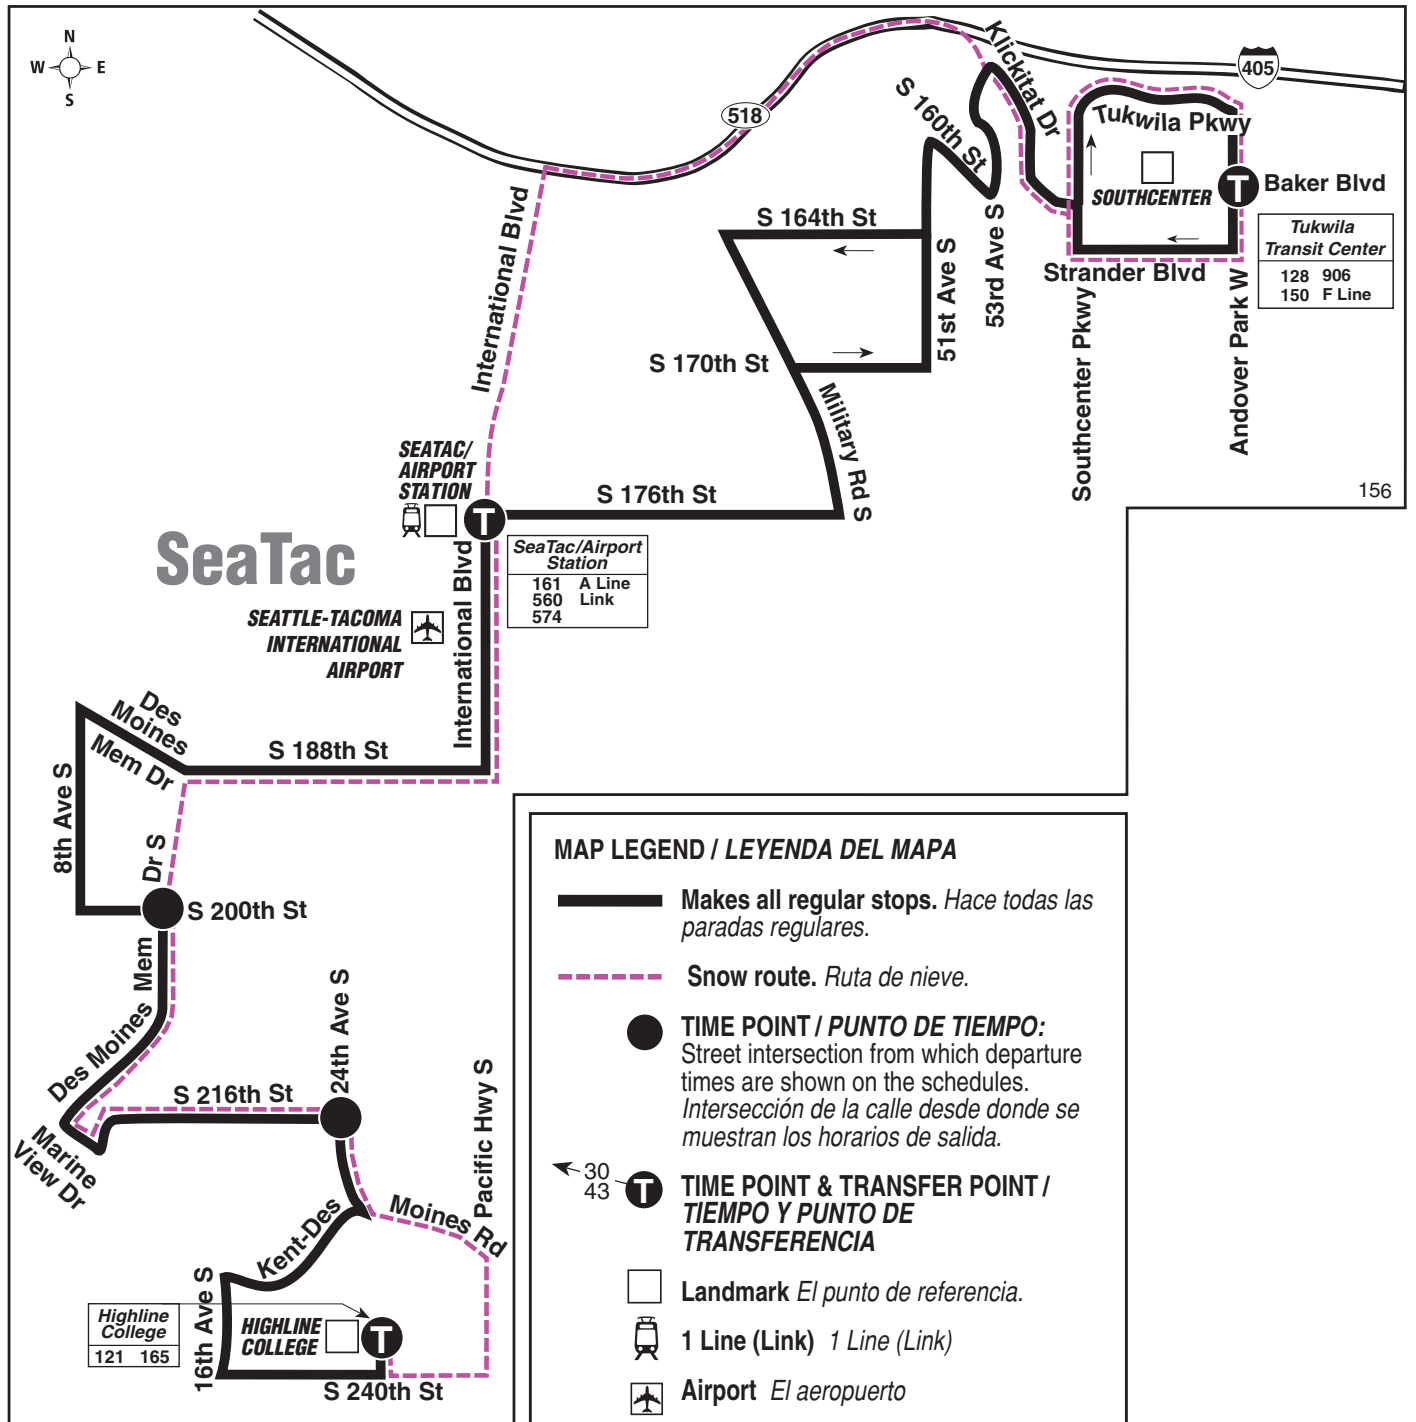 N
W E
S
518
Klickitat Dr
405
S 160th St
Tukwila Pkwy
SOUTHCENTER
T
Baker Blvd
Tukwila
Transit Center
128 906
150 F Line
Strander Blvd
53rd Ave S
51st Ave S
Southcenter Pkwy
Andover Park W
156
S 164th St
S 170th St
Military Rd S
S 176th St
International Blvd
SEATAC/
AIRPORT
STATION
T
SeaTac/Airport
Station
161 A Line
560 Link
574
SeaTac
SEATTLE-TACOMA
INTERNATIONAL
AIRPORT
International Blvd
Des
Moines
Mem Dr
S 188th St
8th Ave S
Dr S
S 200th St
Mem
Des Moines
24th Ave S
S 216th St
Marine
View Dr
Pacific Hwy S
Kent-Des
Moines Rd
16th Ave S
Highline
College
121 165
HIGHLINE
COLLEGE
T
S 240th St
MAP LEGEND / LEYENDA DEL MAPA
Makes all regular stops. Hace todas las
paradas regulares.
Snow route. Ruta de nieve.
TIME POINT / PUNTO DE TIEMPO:
Street intersection from which departure
times are shown on the schedules.
Intersección de la calle desde donde se
muestran los horarios de salida.
30
43
T
TIME POINT & TRANSFER POINT /
TIEMPO Y PUNTO DE
TRANSFERENCIA
Landmark El punto de referencia.
1 Line (Link) 1 Line (Link)
Airport El aeropuerto